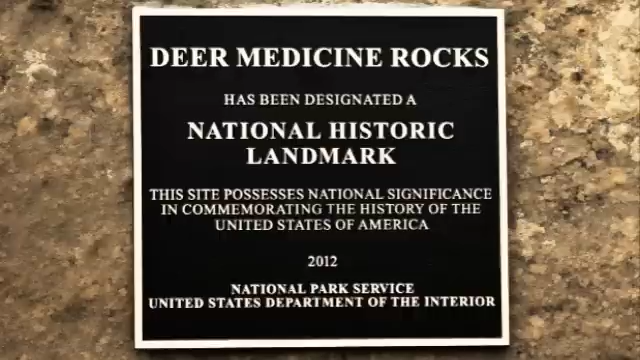 DEER MEDICINE ROCKS
HAS BEEN DESIGNATED A
NATIONAL HISTORIC
LANDMARK
THIS SITE POSSESSES NATIONAL SIGNIFICANCE
IN COMMEMORATING THE HISTORY OF THE
UNITED STATES OF AMERICA
2012
NATIONAL PARK SERVICE
UNITED STATES DEPARTMENT OF THE INTERIOR